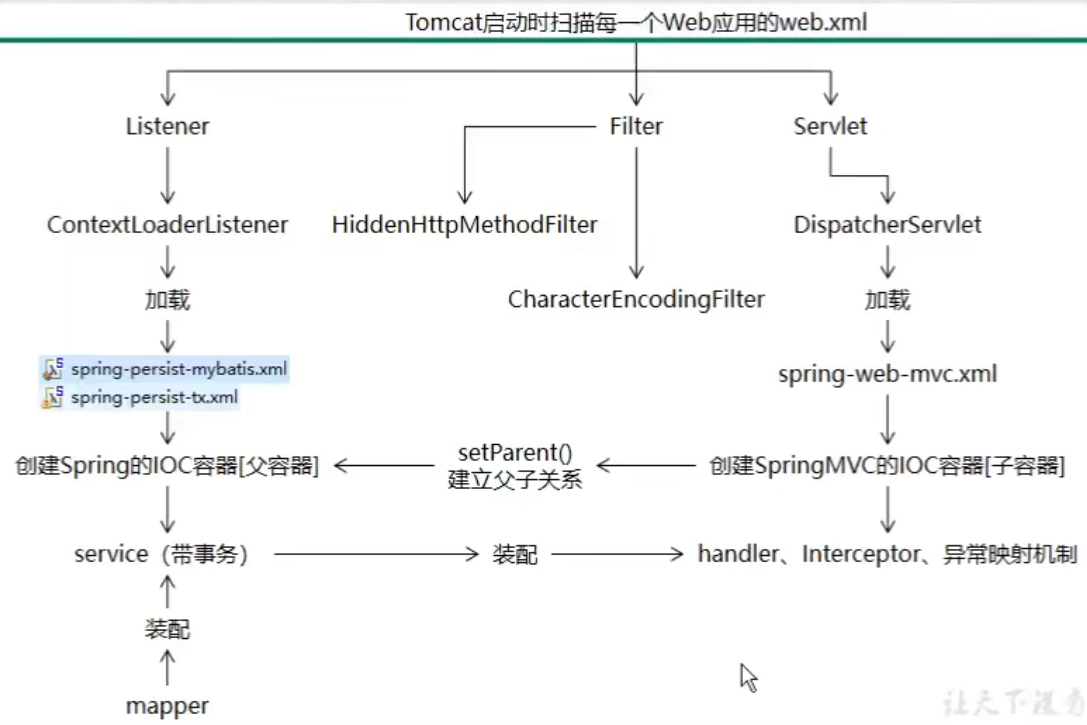 Tomcat启动时扫描每一个Web应用的web.xml
Listener
Filter
Servlet
ContextLoaderListener
HiddenHttpMethodFilter
DispatcherServlet
加载
CharacterEncodingFilter
加载
spring-persist-mybatis.xml
spring-web-mvc.xml
spring-persist-tx.xml
创建Spring的IOC容器[父容器]
setParent()
建立父子关系
创建SpringMVC的IOC容器[子容器]
service（带事务）
装配
handler、Interceptor、异常映射机制
装配
mapper
让天下没有